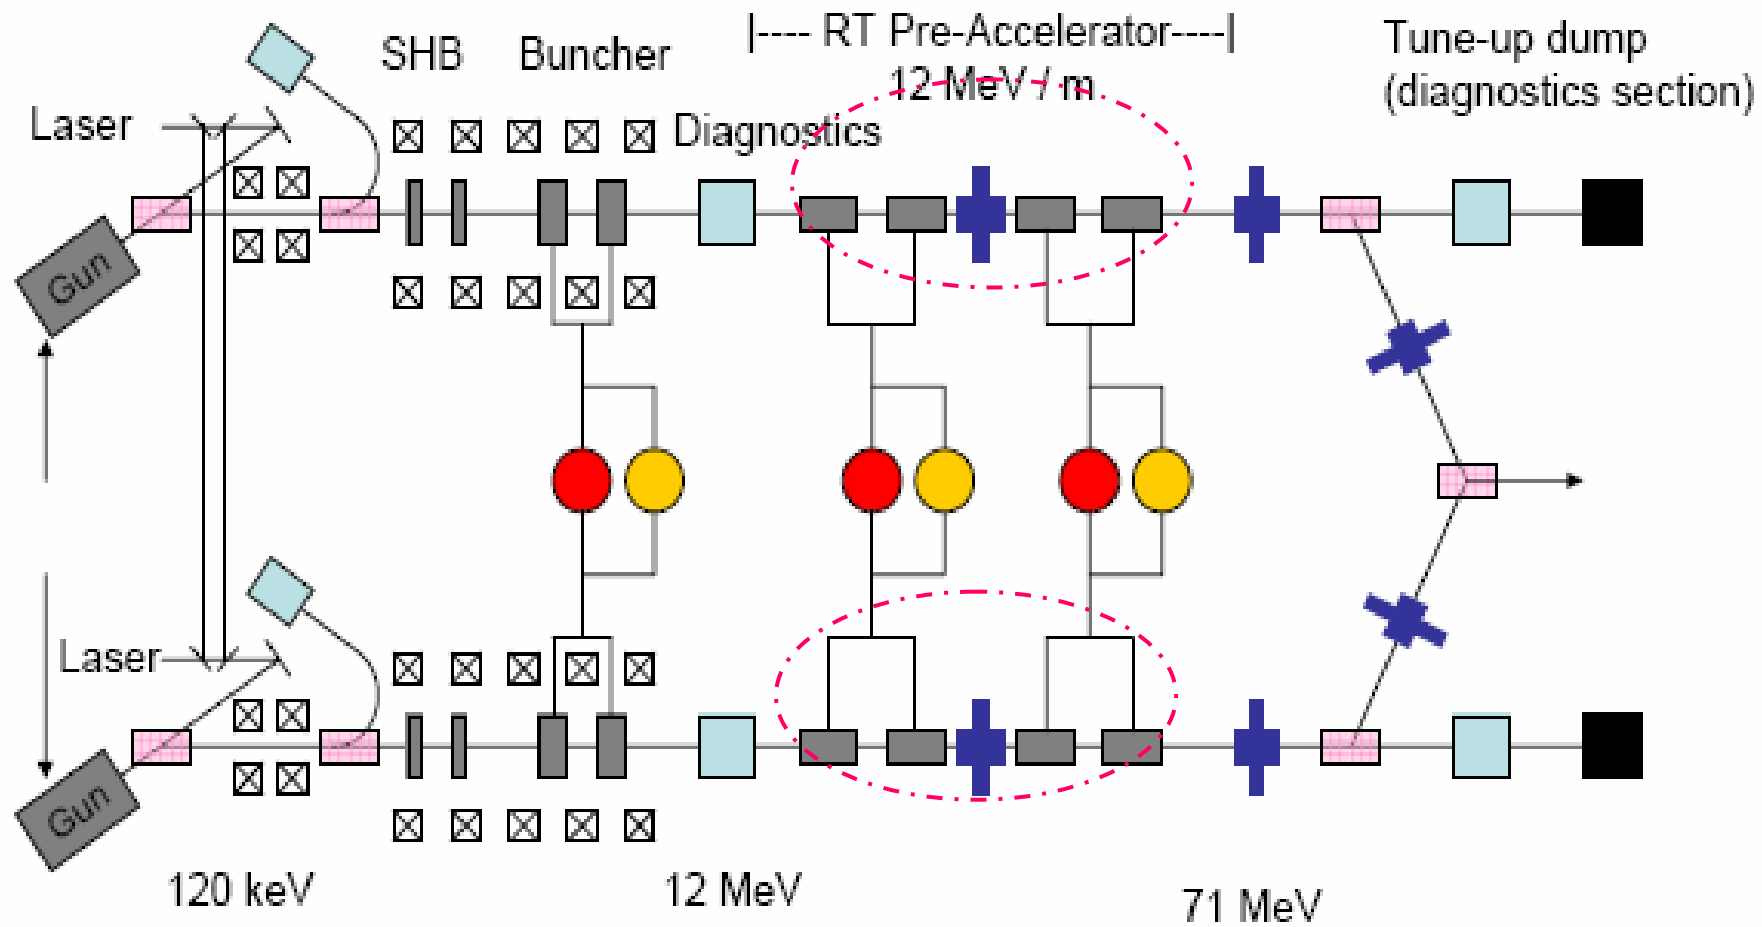 |---- RT Pre-Accelerator----|
12 MeV / m
SHB
Buncher
Tune-up dump
(diagnostics section)
Laser
Diagnostics
Gun
Laser
Gun
120 keV
12 MeV
71 MeV